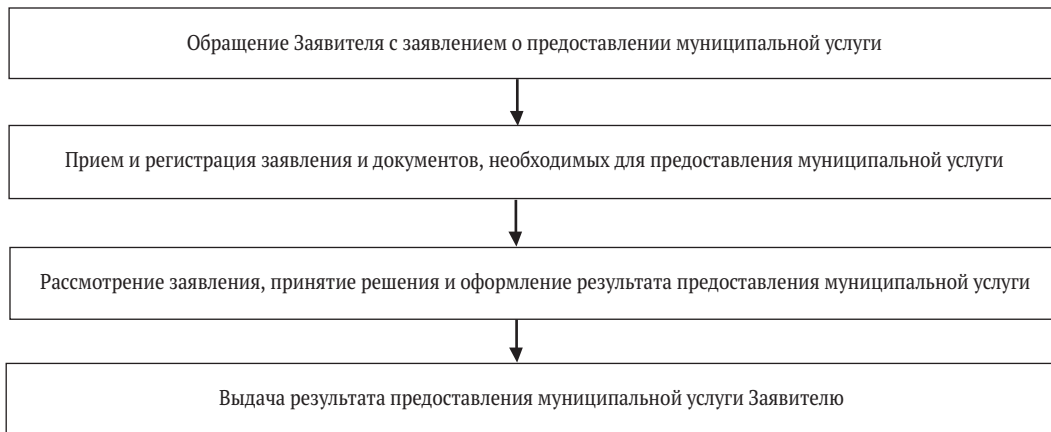 Обращение Заявителя с заявлением о предоставлении муниципальной услуги
Прием и регистрация заявления и документов, необходимых для предоставления муниципальной услуги
Рассмотрение заявления, принятие решения и оформление результата предоставления муниципальной услуги
Выдача результата предоставления муниципальной услуги Заявителю